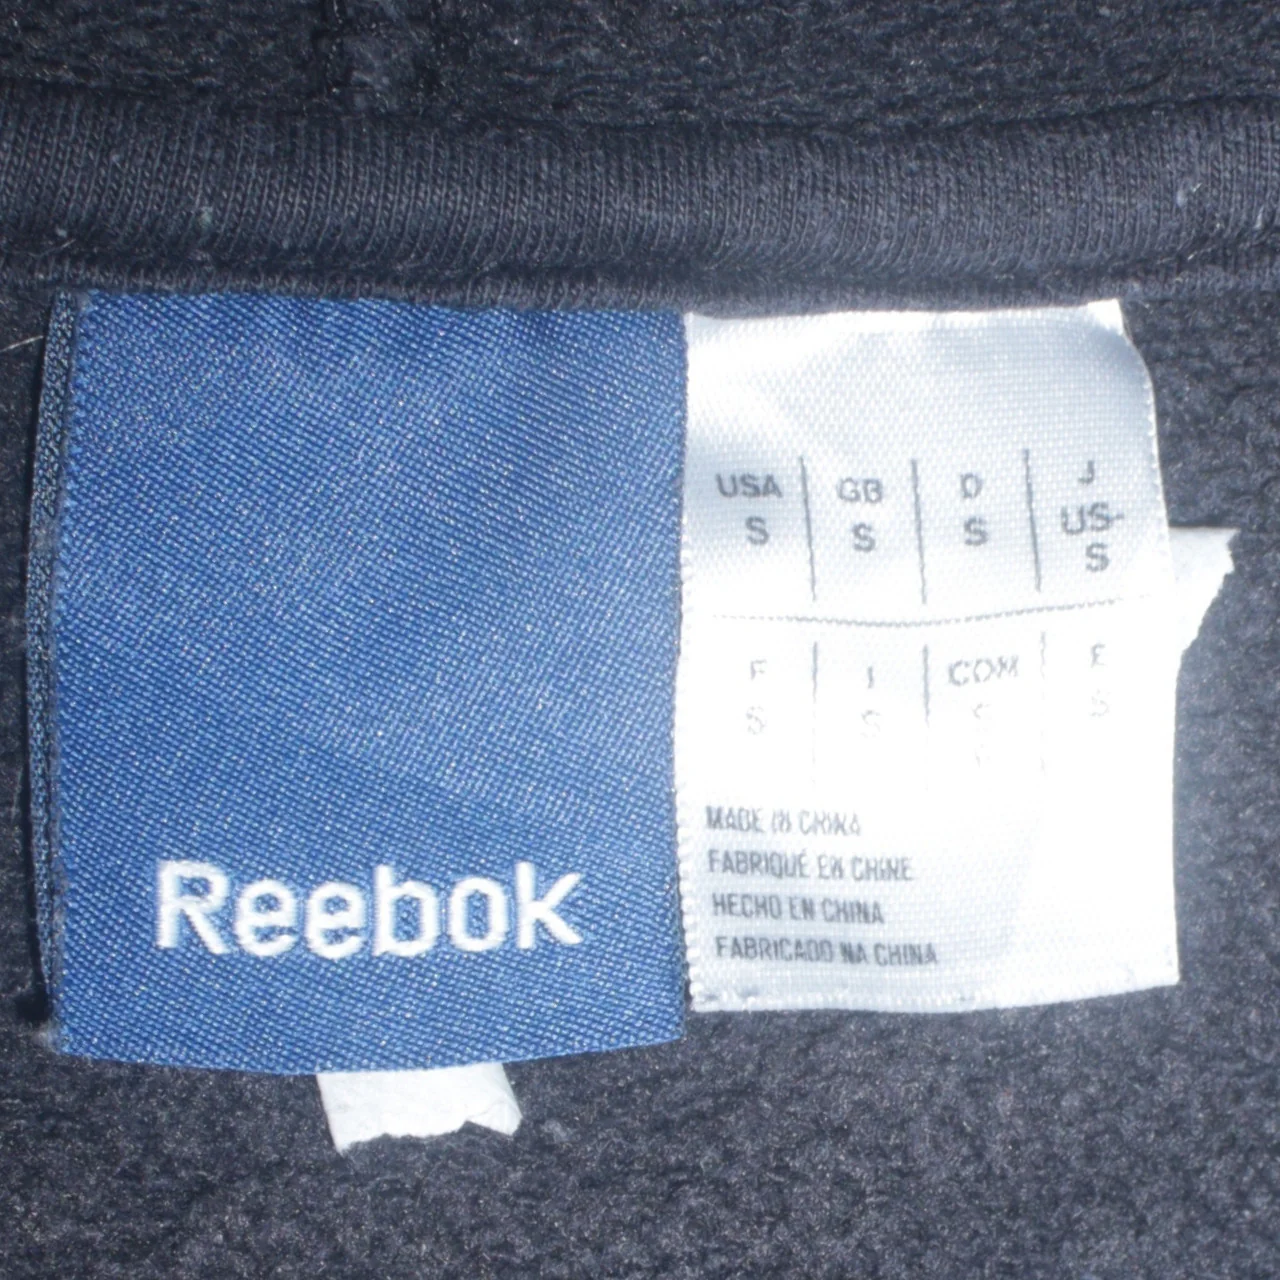 Reebok
USA GB D J
S S S US-
S
F I COM E
S S S S
MADE IN CHINA
FABRIQUÉ EN CHINE
HECHO EN CHINA
FABRICADO NA CHINA